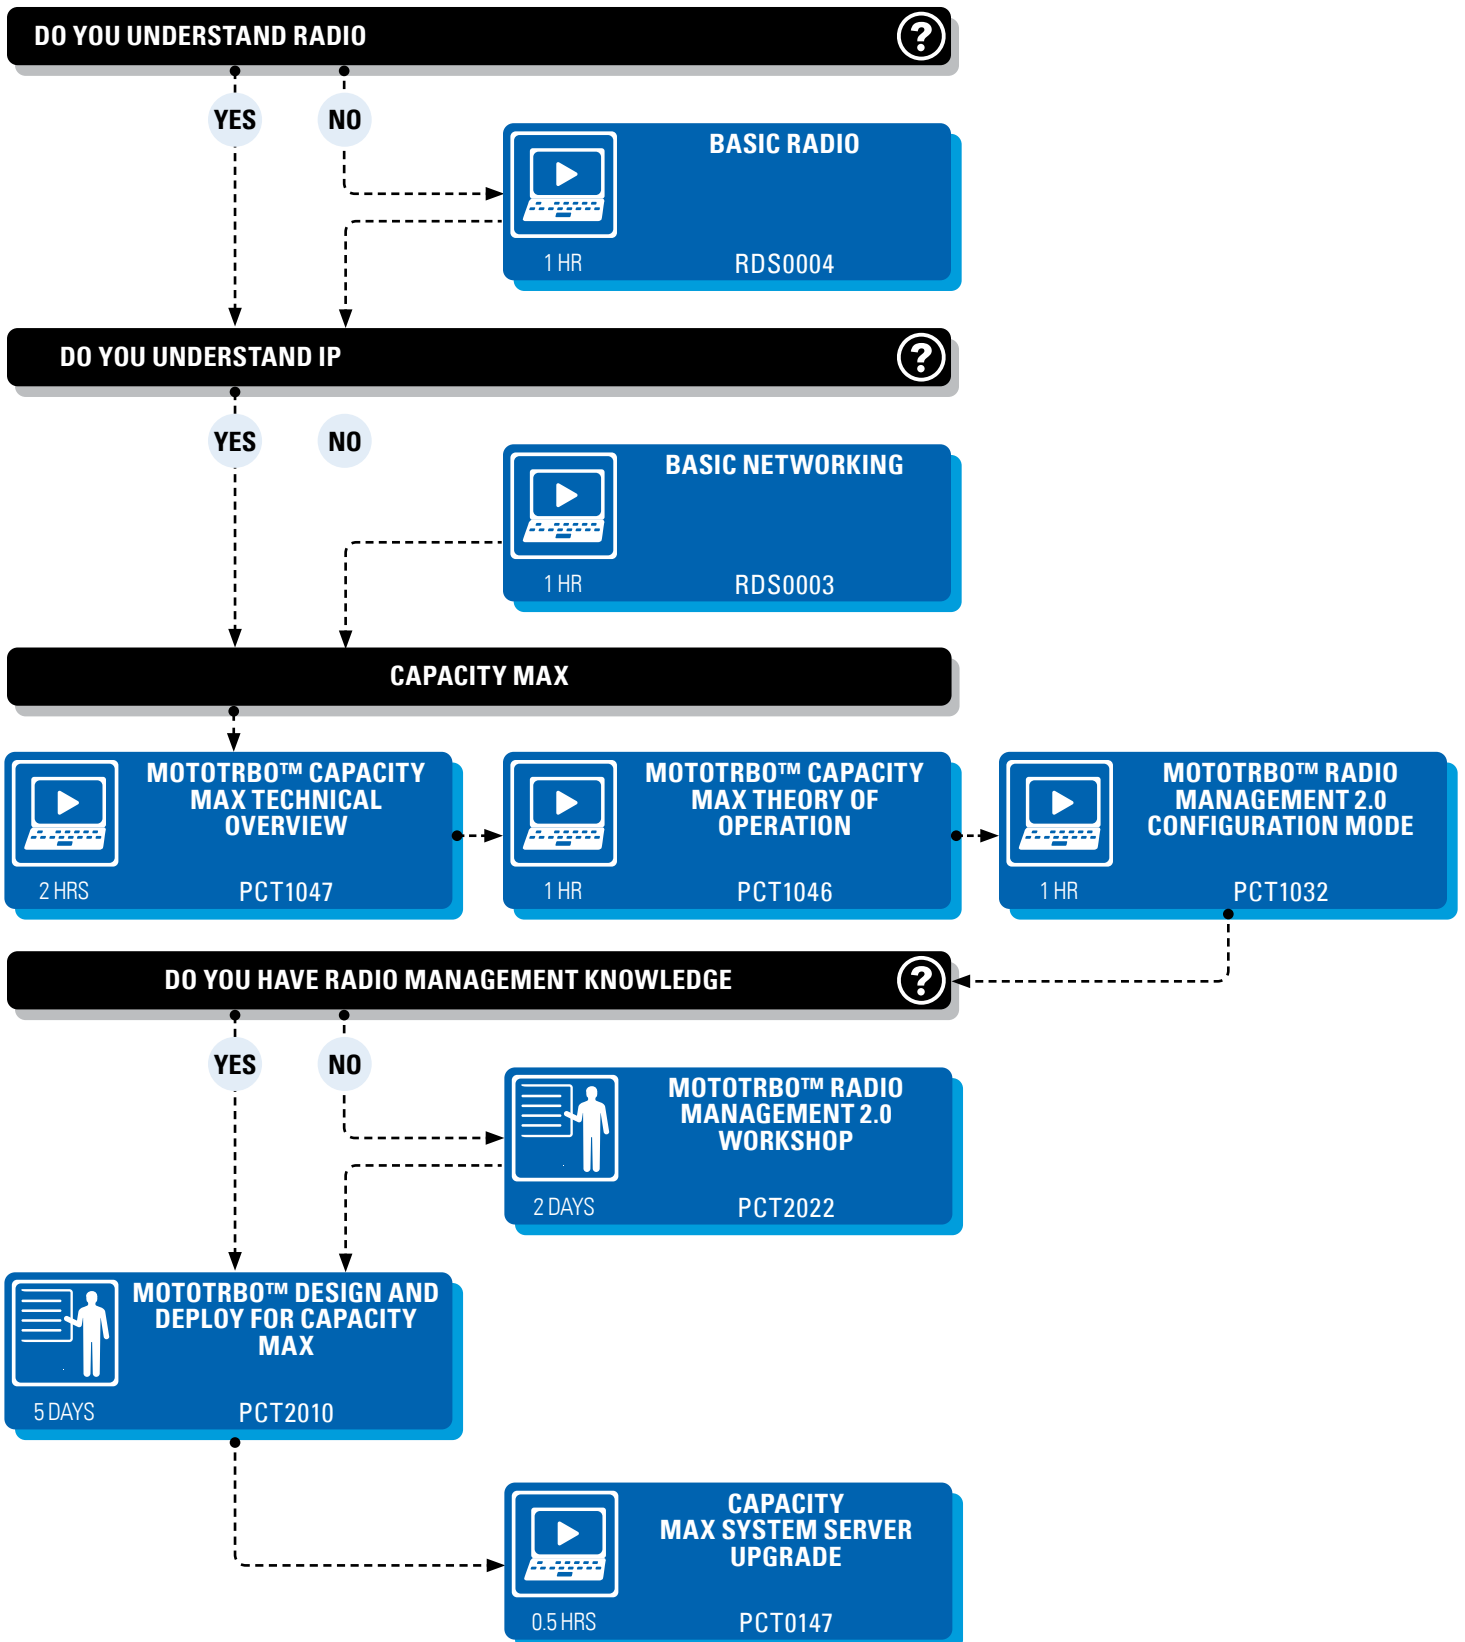 DO YOU UNDERSTAND RADIO
?
YES
NO
BASIC RADIO
1 HR
RDS0004
DO YOU UNDERSTAND IP
?
YES
NO
BASIC NETWORKING
1 HR
RDS0003
CAPACITY MAX
MOTOTRBO™ CAPACITY
MAX TECHNICAL
OVERVIEW
2 HRS
PCT1047
MOTOTRBO™ CAPACITY
MAX THEORY OF
OPERATION
1 HR
PCT1046
MOTOTRBO™ RADIO
MANAGEMENT 2.0
CONFIGURATION MODE
1 HR
PCT1032
DO YOU HAVE RADIO MANAGEMENT KNOWLEDGE
?
YES
NO
MOTOTRBO™ RADIO
MANAGEMENT 2.0
WORKSHOP
2 DAYS
PCT2022
MOTOTRBO™ DESIGN AND
DEPLOY FOR CAPACITY
MAX
5 DAYS
PCT2010
CAPACITY
MAX SYSTEM SERVER
UPGRADE
0.5 HRS
PCT0147